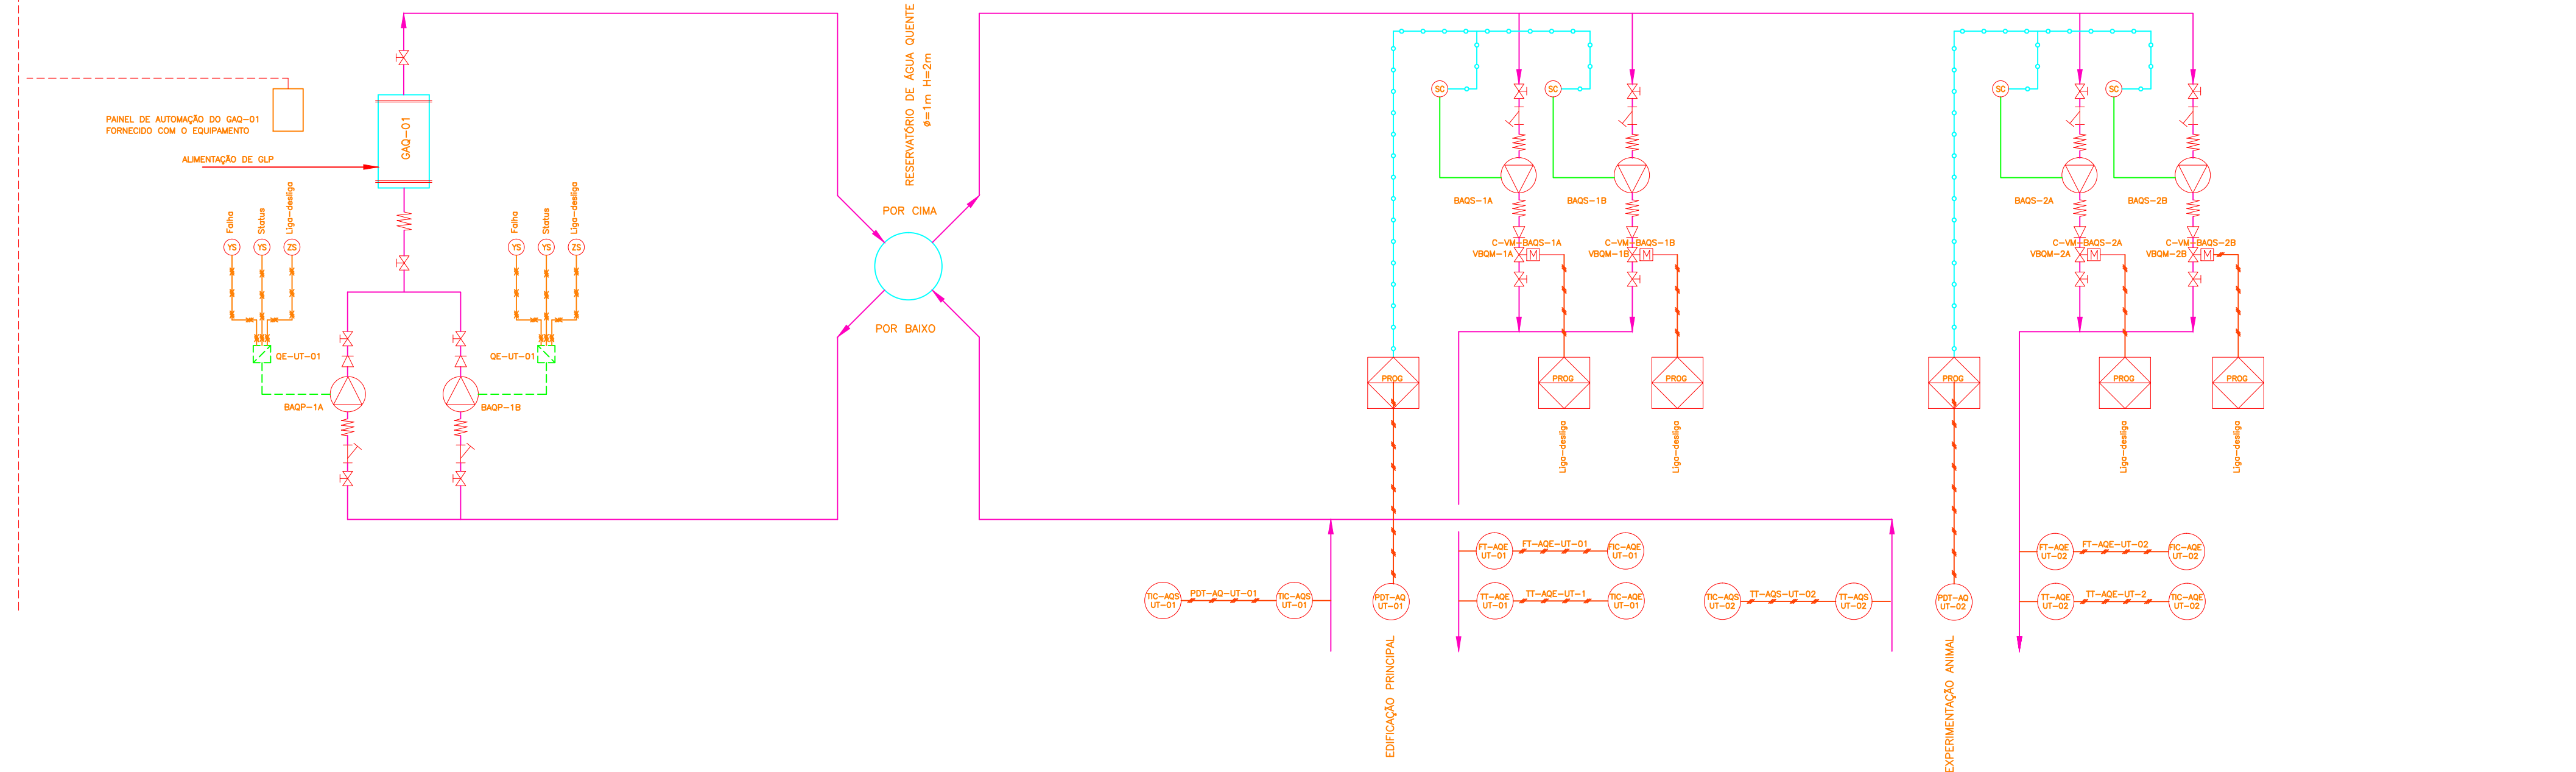 PAINEL DE AUTOMAÇÃO DO GAQ-01
FORNECIDO COM O EQUIPAMENTO
ALIMENTAÇÃO DE GLP
GAQ-01
Falha
Status
Liga-desliga
YS
YS
ZS
QE-UT-01
BAQP-1A
Falha
Status
Liga-desliga
YS
YS
ZS
QE-UT-01
BAQP-1B
RESERVATÓRIO DE ÁGUA QUENTE
ø=1m H=2m
POR CIMA
POR BAIXO
SC
SC
BAQS-1A
BAQS-1B
C-VM-BAQS-1A
VBQM-1A
M
C-VM-BAQS-1B
VBQM-1B
M
PROG
PROG
PROG
Liga-desliga
Liga-desliga
TIC-AQS
UT-01
PDT-AQ-UT-01
TIC-AQS
UT-01
PDT-AQ
UT-01
FT-AQE
UT-01
FT-AQE-UT-01
FIC-AQE
UT-01
TT-AQE
UT-01
TT-AQE-UT-1
TIC-AQE
UT-01
EDIFICAÇÃO PRINCIPAL
SC
SC
BAQS-2A
BAQS-2B
C-VM-BAQS-2A
VBQM-2A
M
C-VM-BAQS-2B
VBQM-2B
M
PROG
PROG
PROG
Liga-desliga
Liga-desliga
TIC-AQS
UT-02
TT-AQS-UT-02
TT-AQS
UT-02
PDT-AQ
UT-02
FT-AQE
UT-02
FT-AQE-UT-02
FIC-AQE
UT-02
TT-AQE
UT-02
TT-AQE-UT-2
TIC-AQE
UT-02
EXPERIMENTAÇÃO ANIMAL